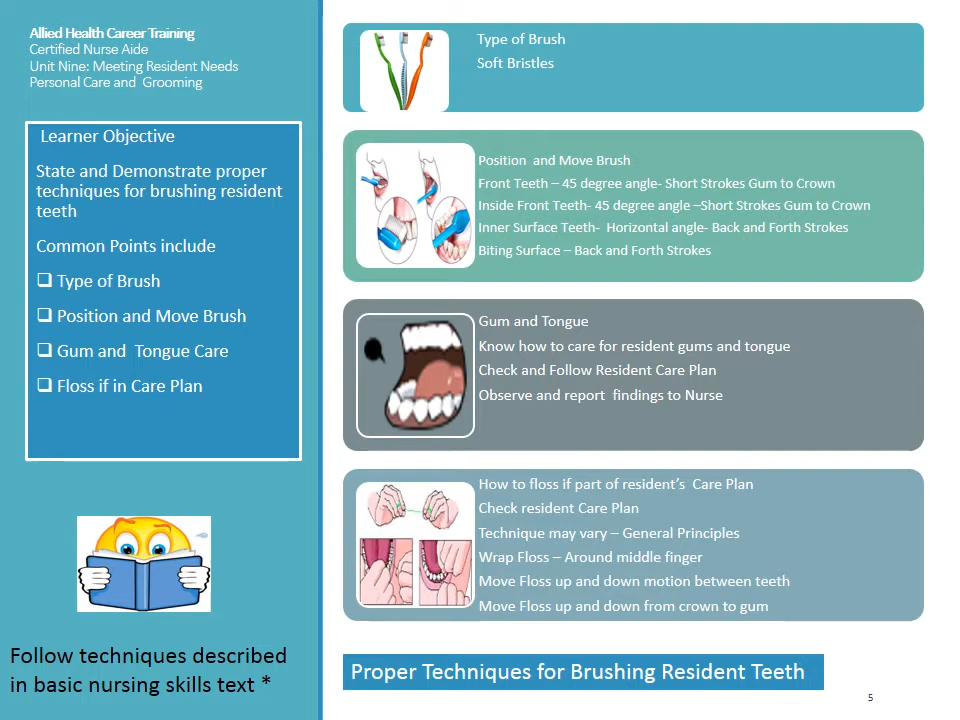 Allied Health Career Training
Certified Nurse Aide
Unit Nine: Meeting Resident Needs
Personal Care and Grooming
Learner Objective
State and Demonstrate proper
techniques for brushing resident
teeth
Common Points include
❑ Type of Brush
❑ Position and Move Brush
❑ Gum and Tongue Care
❑ Floss if in Care Plan
Follow techniques described
in basic nursing skills text *
Type of Brush
Soft Bristles
Position and Move Brush
Front Teeth – 45 degree angle- Short Strokes Gum to Crown
Inside Front Teeth- 45 degree angle –Short Strokes Gum to Crown
Inner Surface Teeth- Horizontal angle- Back and Forth Strokes
Biting Surface – Back and Forth Strokes
Gum and Tongue
Know how to care for resident gums and tongue
Check and Follow Resident Care Plan
Observe and report findings to Nurse
How to floss if part of resident’s Care Plan
Check resident Care Plan
Technique may vary – General Principles
Wrap Floss – Around middle finger
Move Floss up and down motion between teeth
Move Floss up and down from crown to gum
Proper Techniques for Brushing Resident Teeth
5